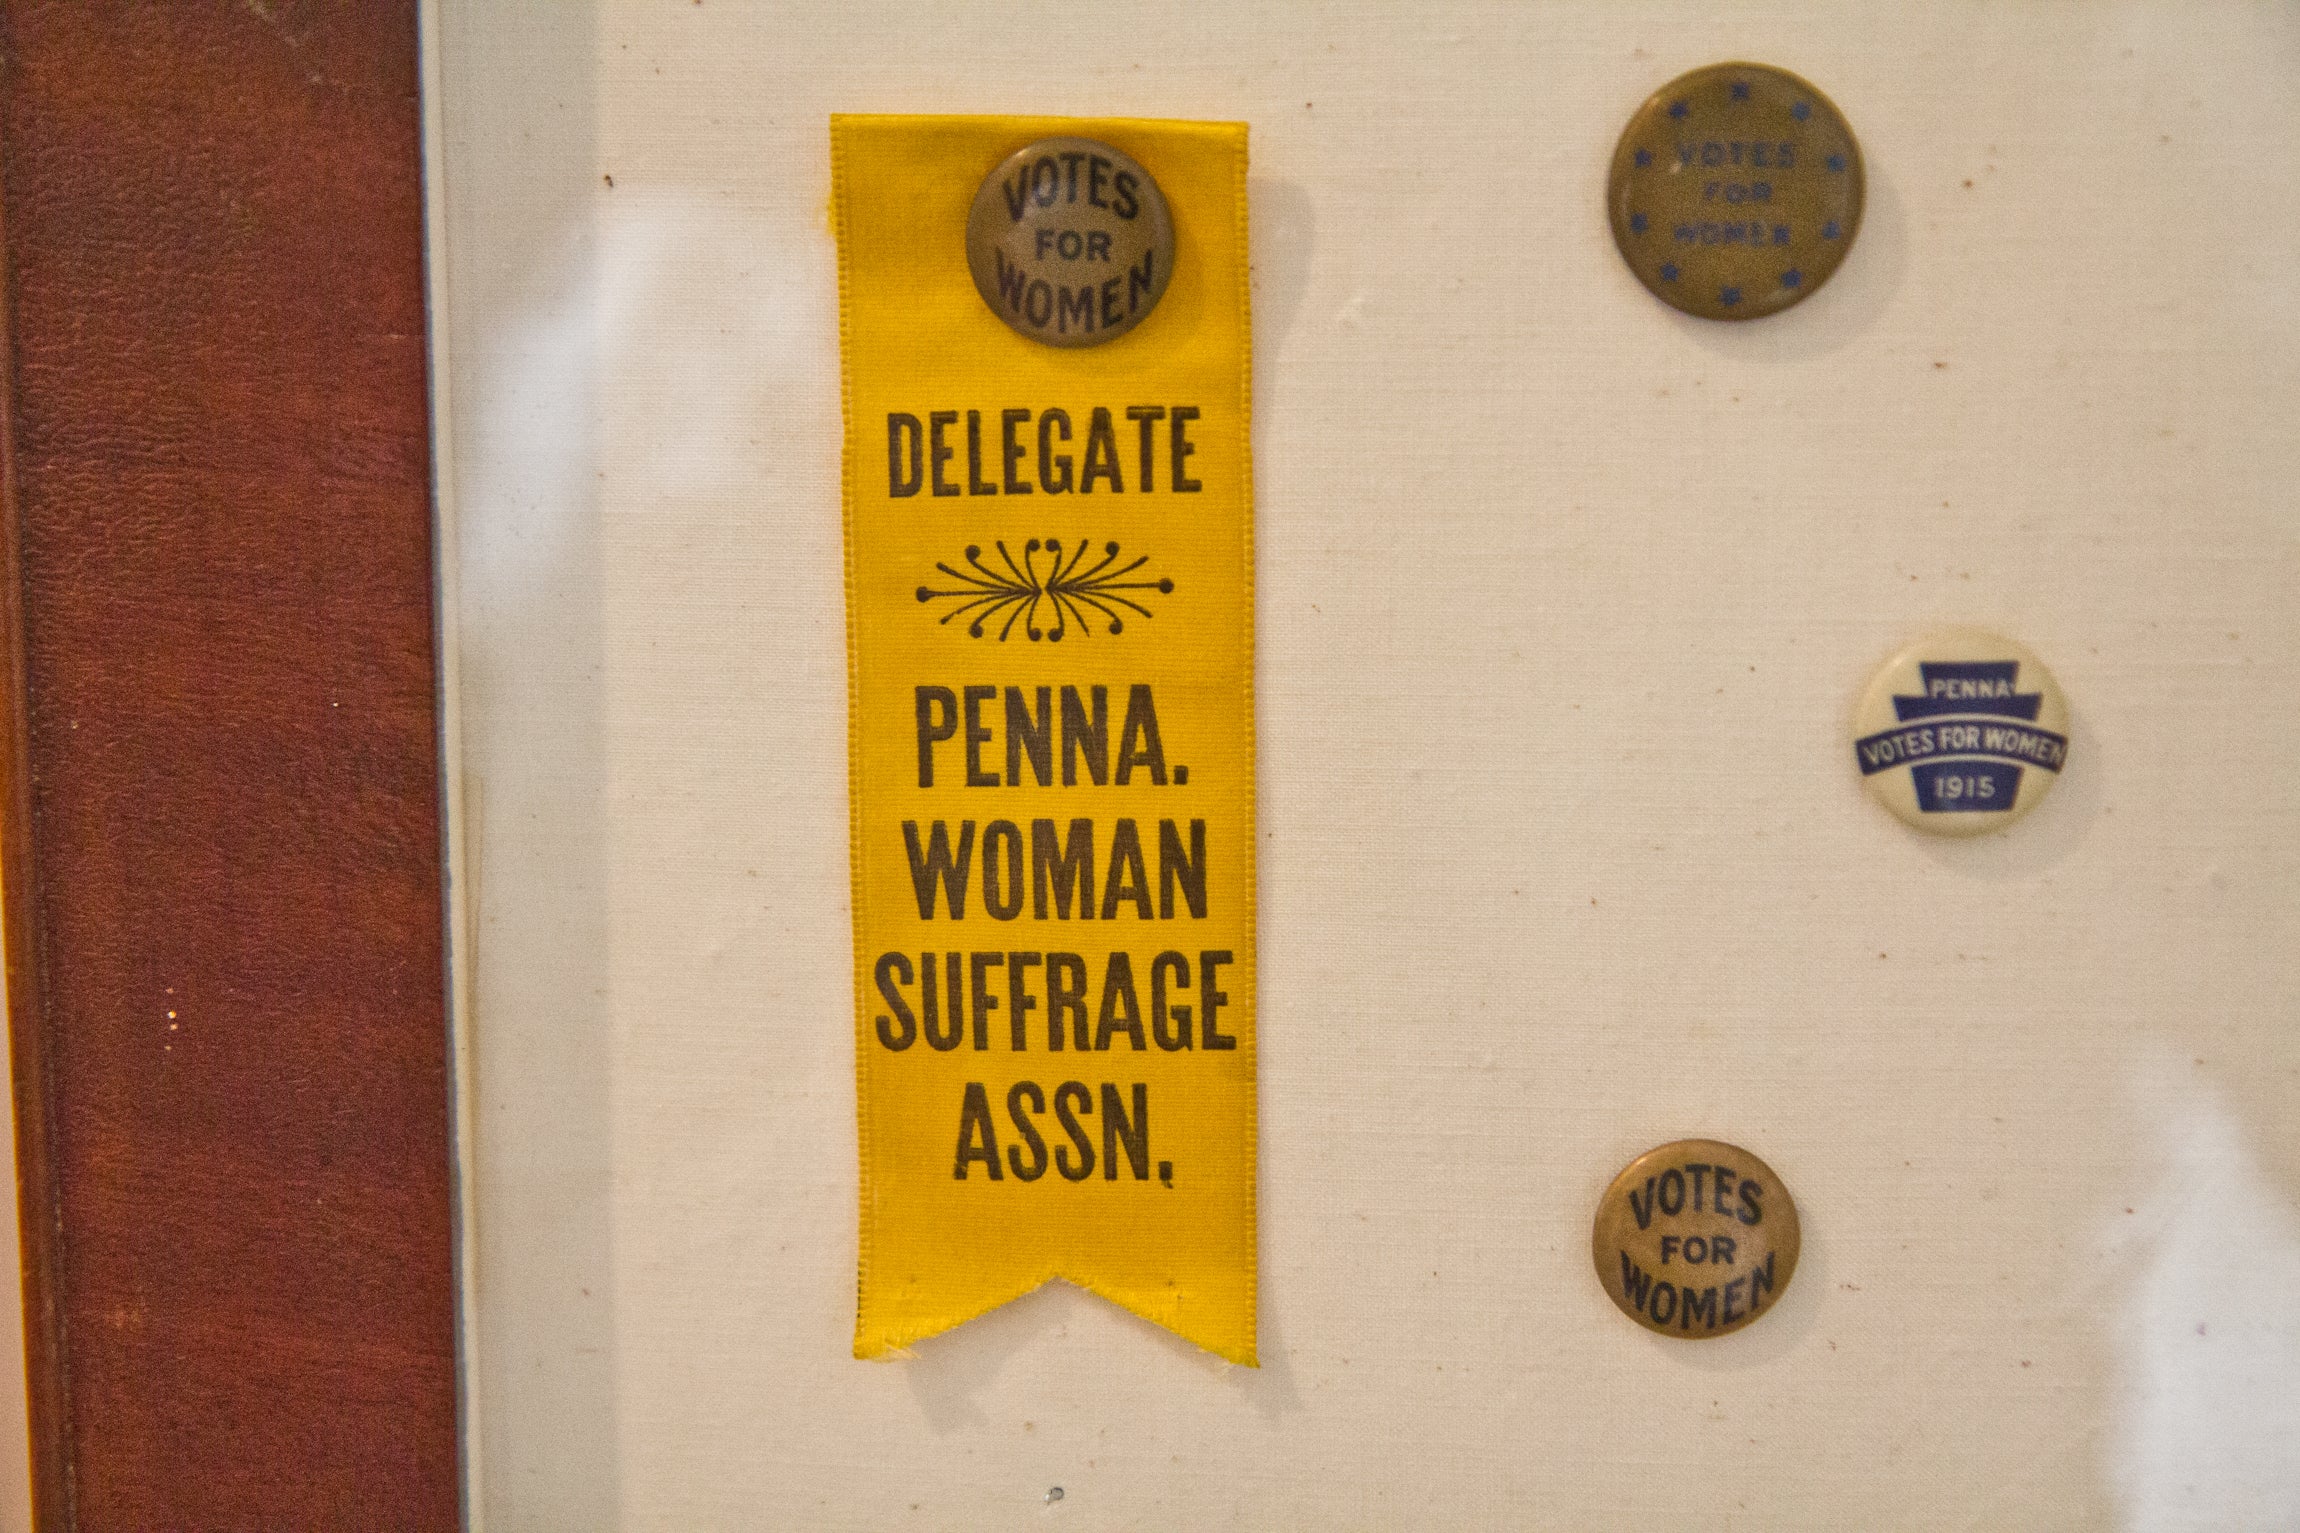 VOTES
FOR
WOMEN
DELEGATE
PENNA.
WOMAN
SUFFRAGE
ASSN.
VOTES
FOR
WOMEN
PENNA
VOTES FOR WOMEN
1915
VOTES
FOR
WOMEN